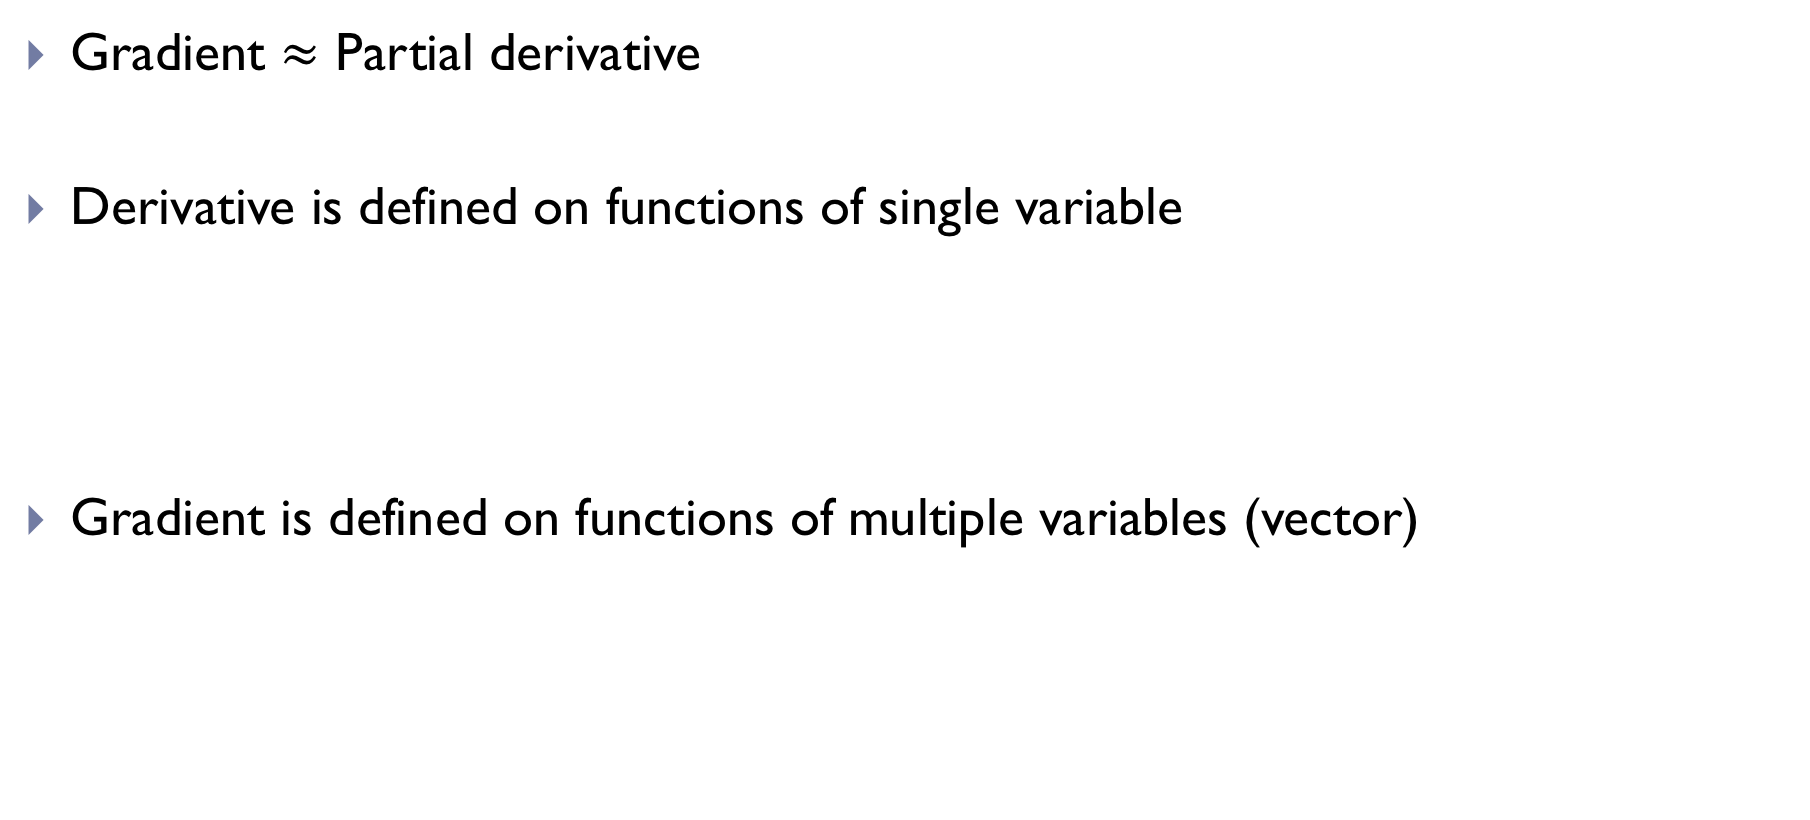 Gradient ≈ Partial derivative
Derivative is defined on functions of single variable
Gradient is defined on functions of multiple variables (vector)